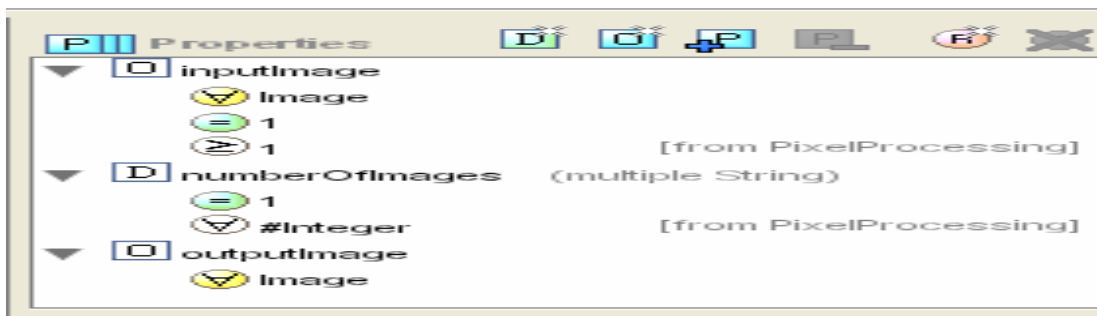 P Properties D O P P R
O inputImage
∀ Image
= 1
≥ 1 [from PixelProcessing]
D numberOfImages (multiple String)
= 1
∀ #Integer [from PixelProcessing]
O outputImage
∀ Image